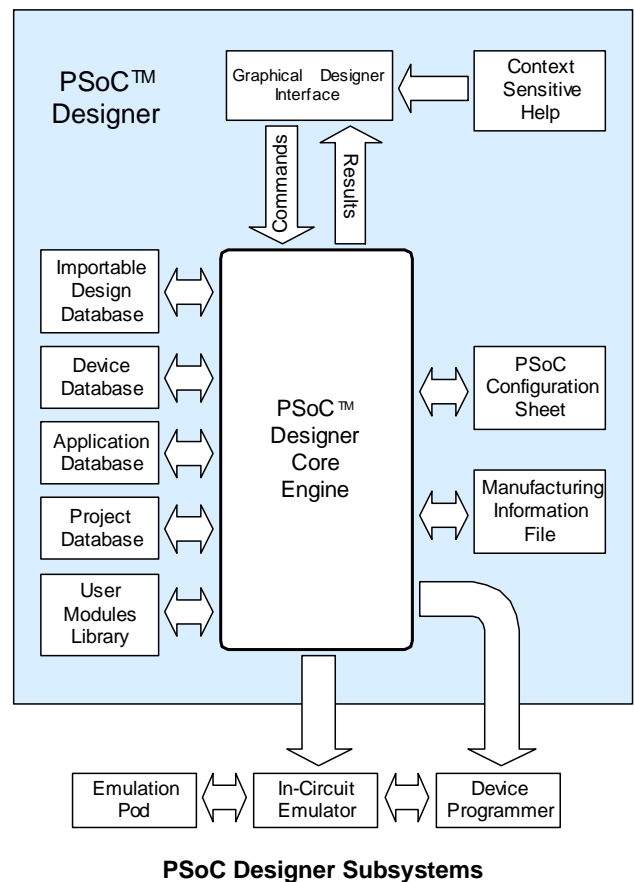 PSoC™
Designer
Graphical Designer
Interface
Context
Sensitive
Help
Commands
Results
Importable
Design
Database
Device
Database
Application
Database
Project
Database
User
Modules
Library
PSoC™
Designer
Core
Engine
PSoC
Configuration
Sheet
Manufacturing
Information
File
Emulation
Pod
In-Circuit
Emulator
Device
Programmer
PSoC Designer Subsystems